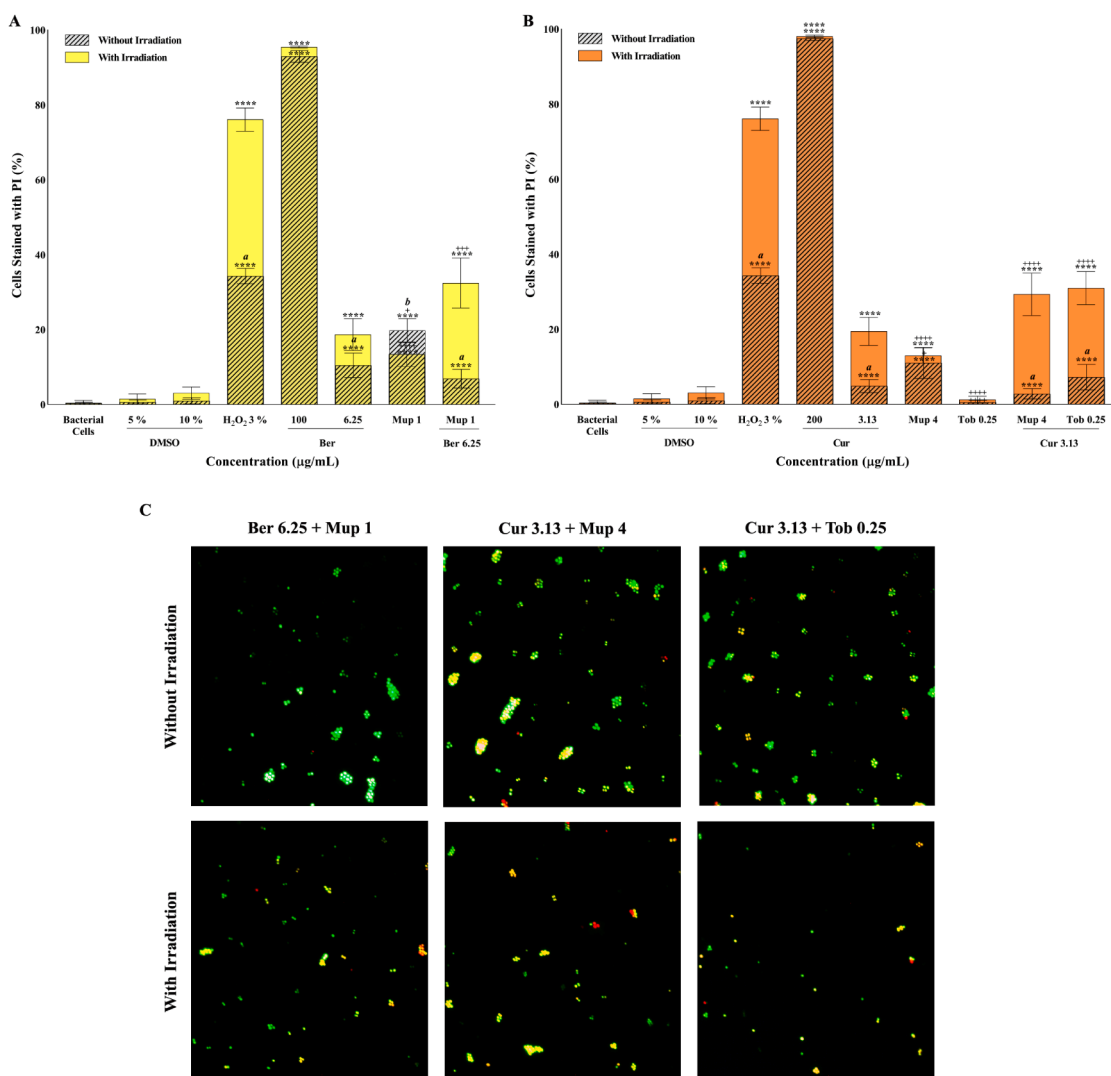 A
B
Without Irradiation
With Irradiation
Cells Stained with PI (%)
100
80
60
40
20
0
****
****
****
a
****
****
a
****
b
+
****
++++
****
+++
****
a
****
Bacterial
Cells
5 %
10 %
DMSO
H₂O₂ 3 %
100
6.25
Ber
Mup 1
Mup 1
Ber 6.25
Concentration (μg/mL)
Without Irradiation
With Irradiation
Cells Stained with PI (%)
100
80
60
40
20
0
****
****
****
a
****
****
a
****
++++
****
****
+
++++
++++
++++
****
a
****
++++
****
a
****
Bacterial
Cells
5 %
10 %
DMSO
H₂O₂ 3 %
200
3.13
Cur
Mup 4
Tob 0.25
Mup 4
Tob 0.25
Cur 3.13
Concentration (μg/mL)
C
Ber 6.25 + Mup 1
Cur 3.13 + Mup 4
Cur 3.13 + Tob 0.25
Without Irradiation
With Irradiation